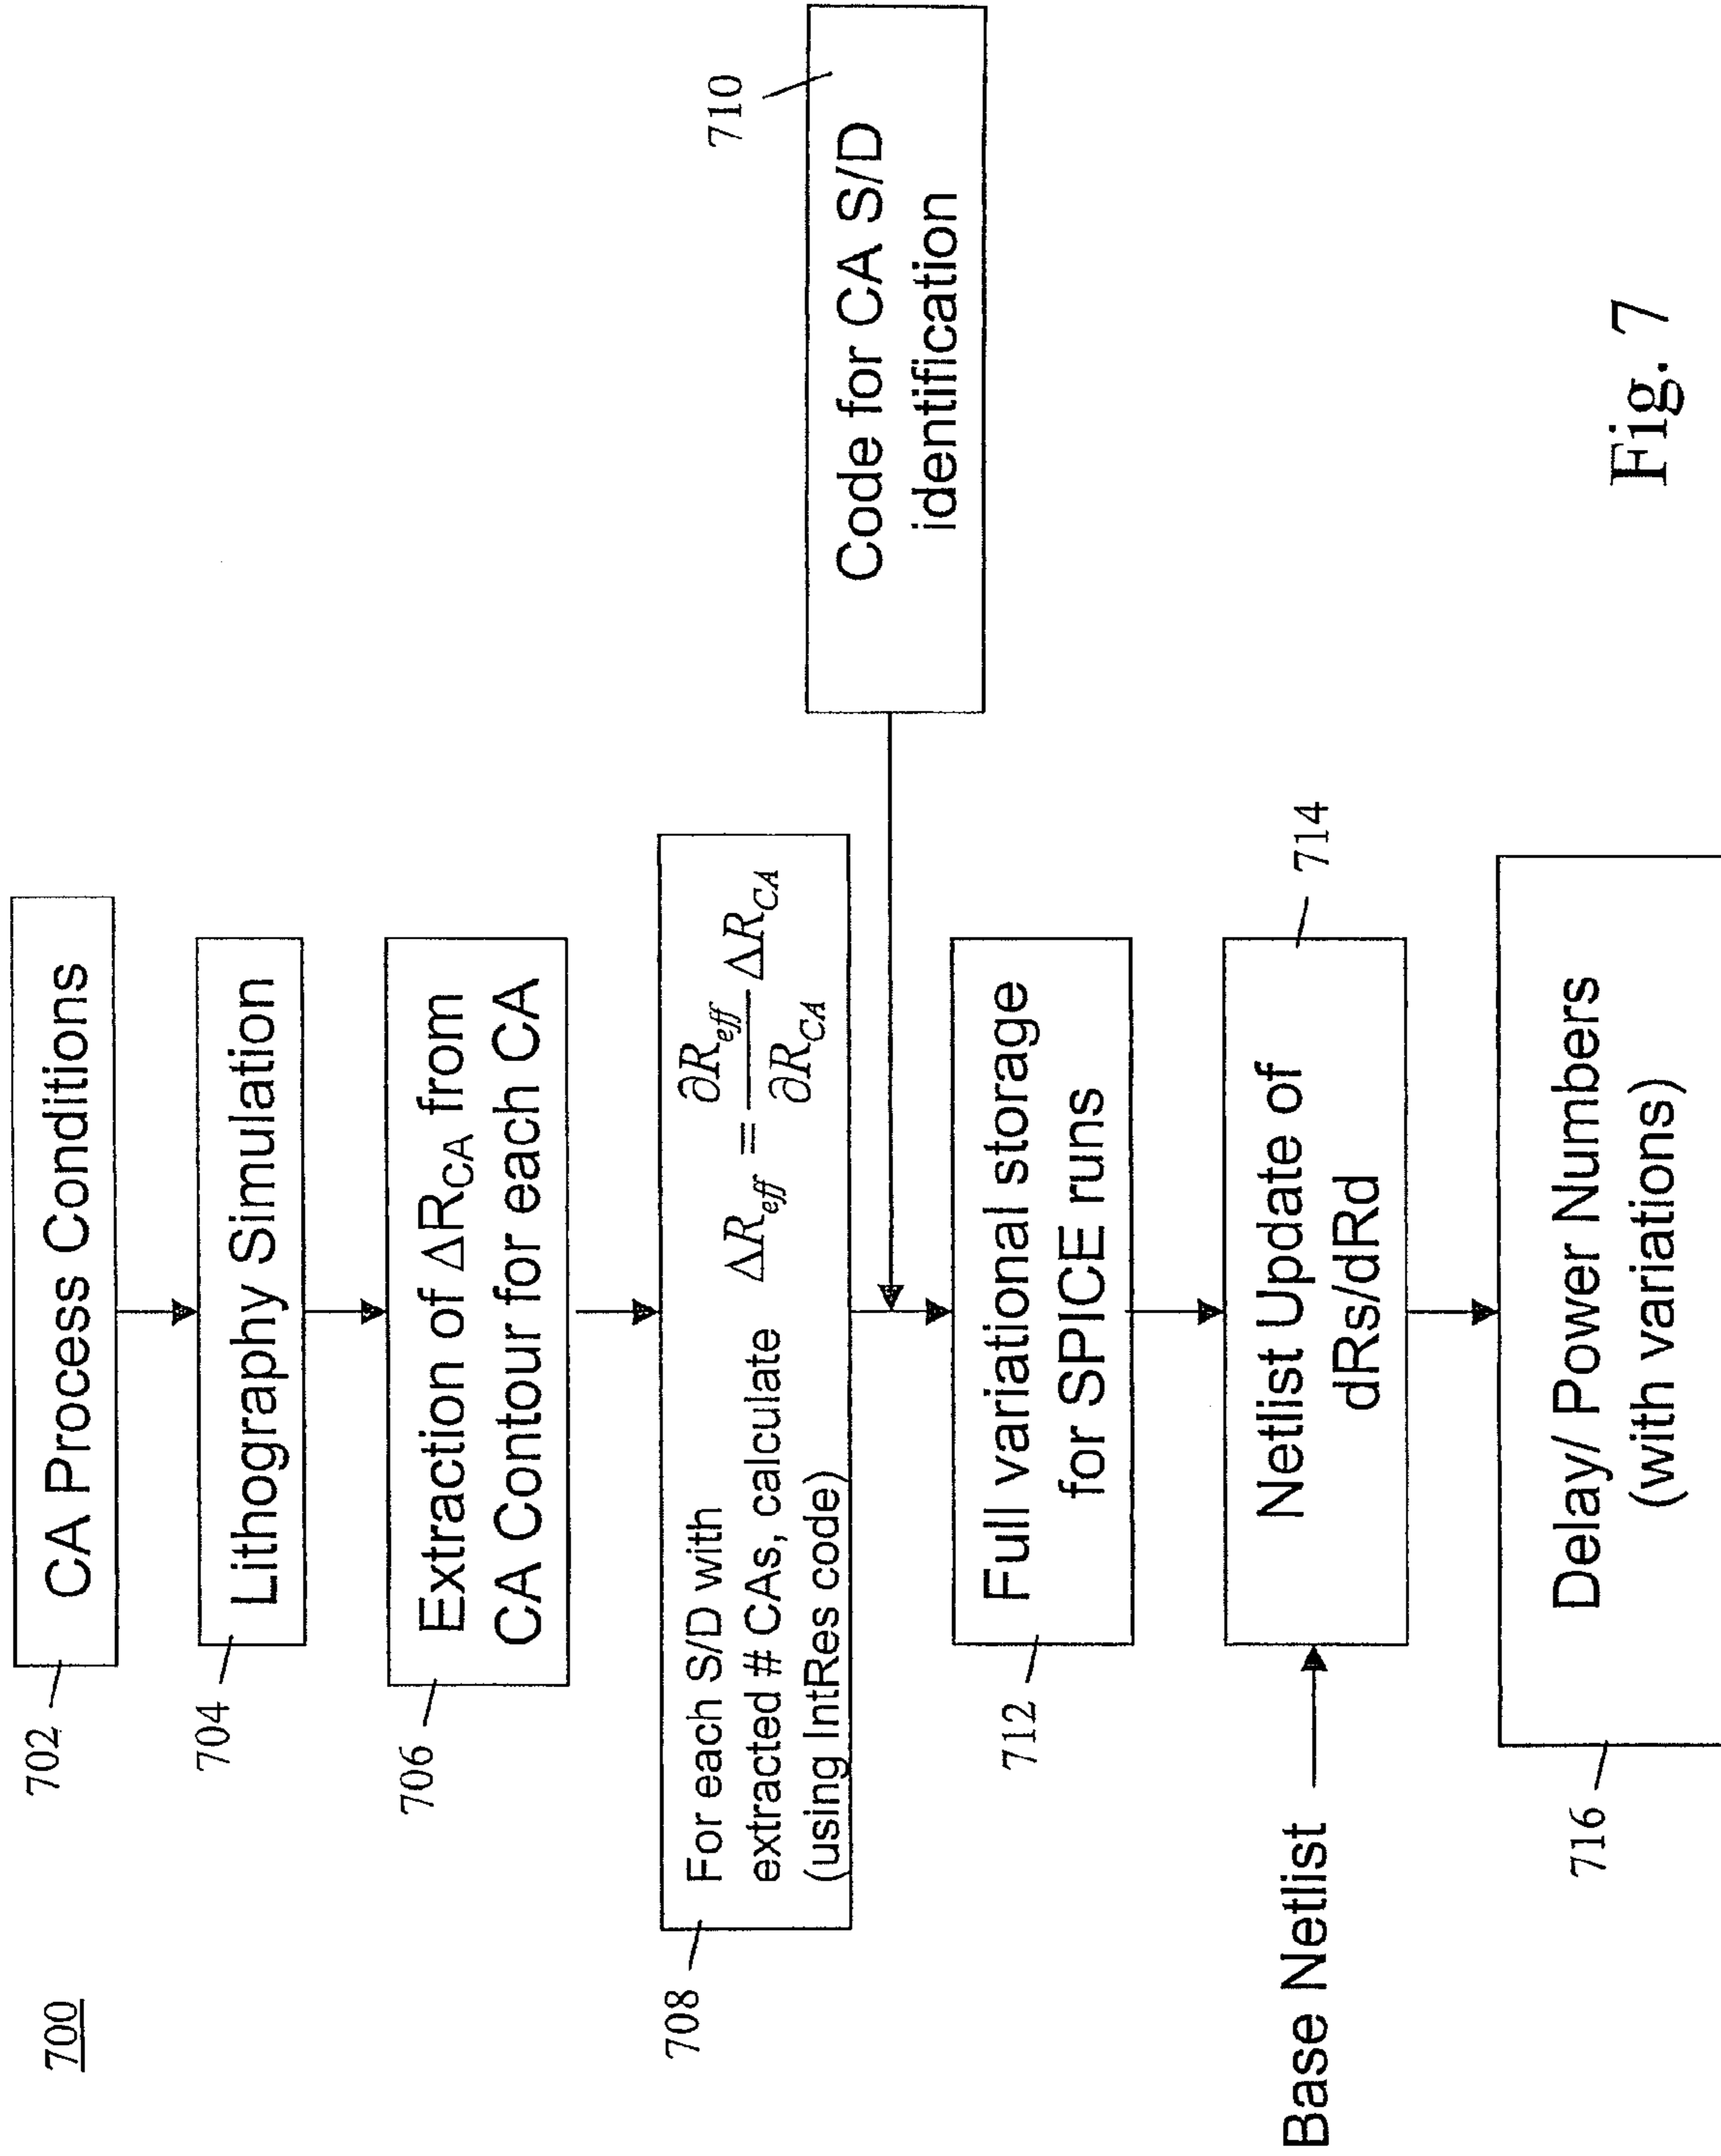 700
702
CA Process Conditions
704
Lithography Simulation
706
Extraction of ΔR_CA from
CA Contour for each CA
708
For each S/D with
extracted # CAs, calculate
(using IntRes code)
ΔR_eff = ∂R_eff / ∂R_CA ΔR_CA
710
Code for CA S/D
identification
712
Full variational storage
for SPICE runs
Base Netlist
714
Netlist Update of
dRs/dRd
716
Delay/ Power Numbers
(with variations)
Fig. 7